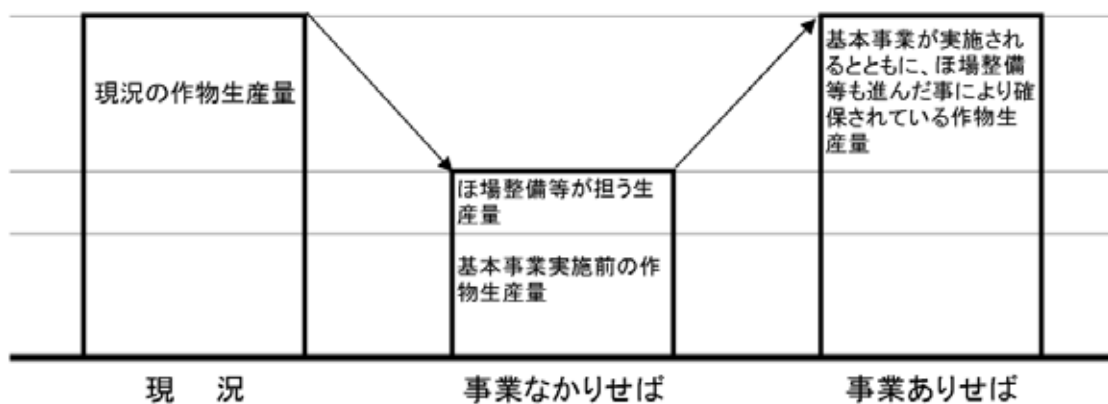 現況の作物生産量
ほ場整備等が担う生
産量
基本事業実施前の作
物生産量
基本事業が実施され
るとともに、ほ場整備
等も進んだ事により確
保されている作物生
産量
現　況
事業なかりせば
事業ありせば